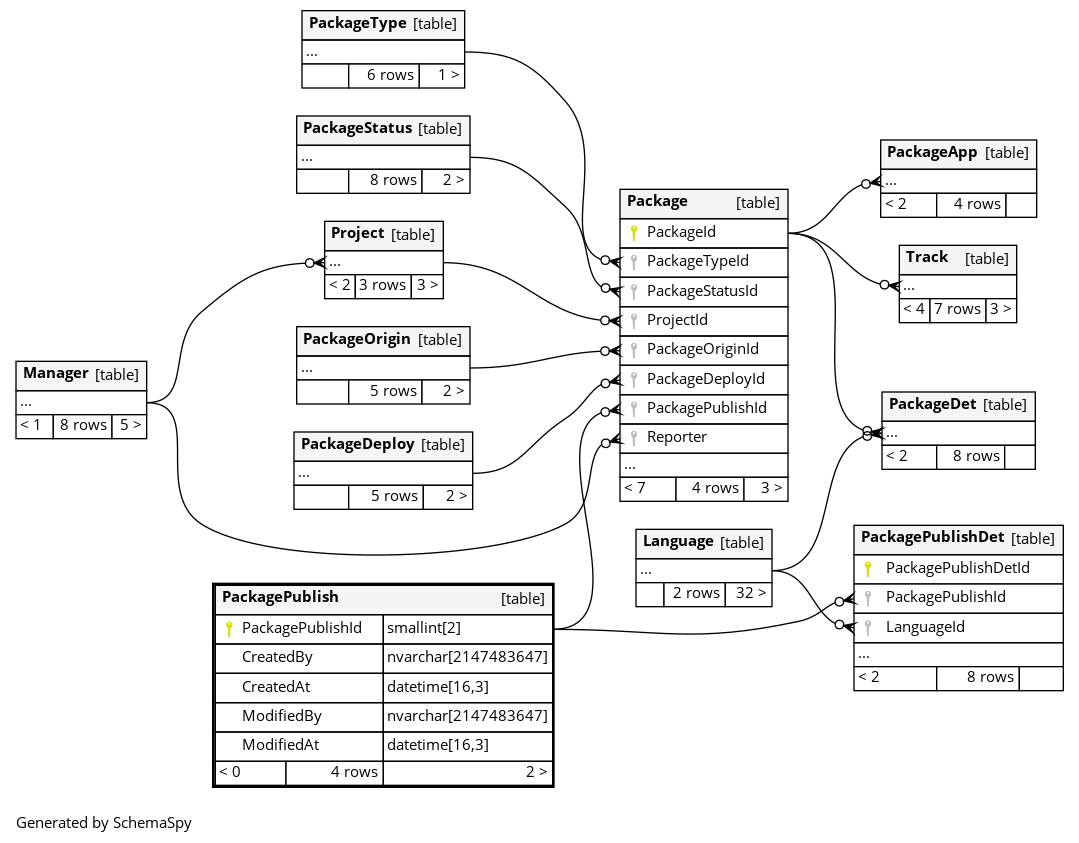 PackageType [table]
...
6 rows 1 >
PackageStatus [table]
...
8 rows 2 >
Project [table]
...
< 2 3 rows 3 >
PackageOrigin [table]
...
5 rows 2 >
Manager [table]
...
< 1 8 rows 5 >
PackageDeploy [table]
...
5 rows 2 >
Package [table]
PackageId
PackageTypeId
PackageStatusId
ProjectId
PackageOriginId
PackageDeployId
PackagePublishId
Reporter
...
< 7 4 rows 3 >
PackageApp [table]
...
< 2 4 rows
Track [table]
...
< 4 7 rows 3 >
PackageDet [table]
...
< 2 8 rows
Language [table]
...
2 rows 32 >
PackagePublishDet [table]
PackagePublishDetId
PackagePublishId
LanguageId
...
< 2 8 rows
PackagePublish [table]
PackagePublishId smallint[2]
CreatedBy nvarchar[2147483647]
CreatedAt datetime[16,3]
ModifiedBy nvarchar[2147483647]
ModifiedAt datetime[16,3]
< 0 4 rows 2 >
Generated by SchemaSpy